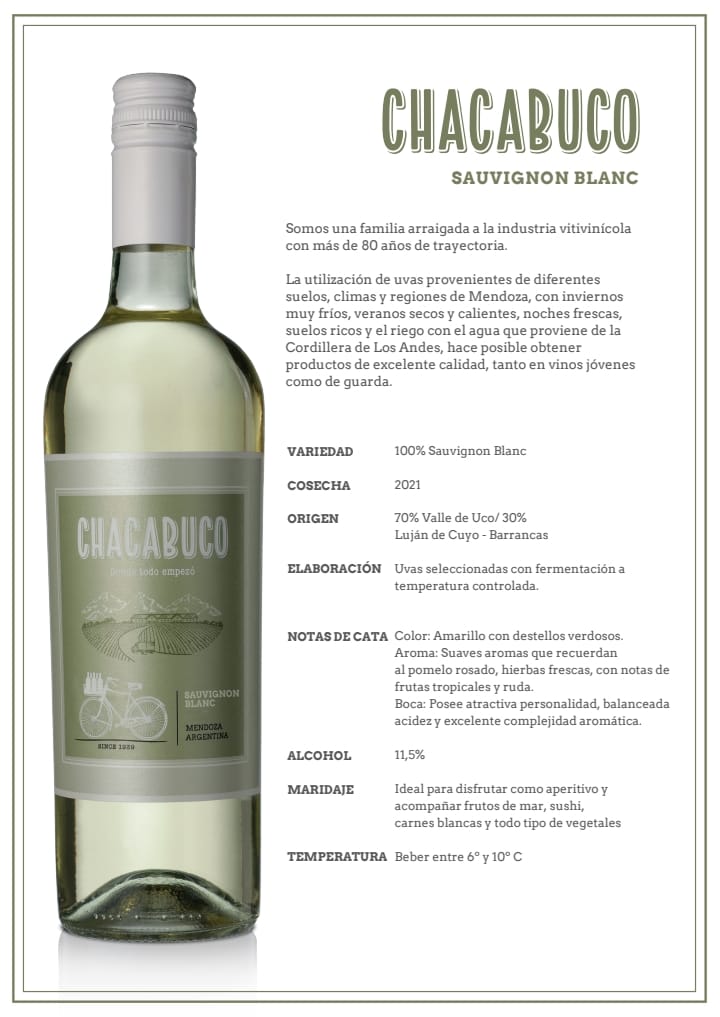 CHACABUCO
SAUVIGNON BLANC
Somos una familia arraigada a la industria vitivinícola
con más de 80 años de trayectoria.
La utilización de uvas provenientes de diferentes
suelos, climas y regiones de Mendoza, con inviernos
muy fríos, veranos secos y calientes, noches frescas,
suelos ricos y el riego con el agua que proviene de la
Cordillera de Los Andes, hace posible obtener
productos de excelente calidad, tanto en vinos jóvenes
como de guarda.
VARIEDAD 100% Sauvignon Blanc
COSECHA 2021
ORIGEN 70% Valle de Uco/ 30%
Luján de Cuyo - Barrancas
ELABORACIÓN Uvas seleccionadas con fermentación a
temperatura controlada.
NOTAS DE CATA Color: Amarillo con destellos verdosos.
Aroma: Suaves aromas que recuerdan
al pomelo rosado, hierbas frescas, con notas de
frutas tropicales y ruda.
Boca: Posee atractiva personalidad, balanceada
acidez y excelente complejidad aromática.
ALCOHOL 11,5%
MARIDAJE Ideal para disfrutar como aperitivo y
acompañar frutos de mar, sushi,
carnes blancas y todo tipo de vegetales
TEMPERATURA Beber entre 6º y 10º C
CHACABUCO
Donde todo empezó
SAUVIGNON
BLANC
MENDOZA
ARGENTINA
SINCE 1939